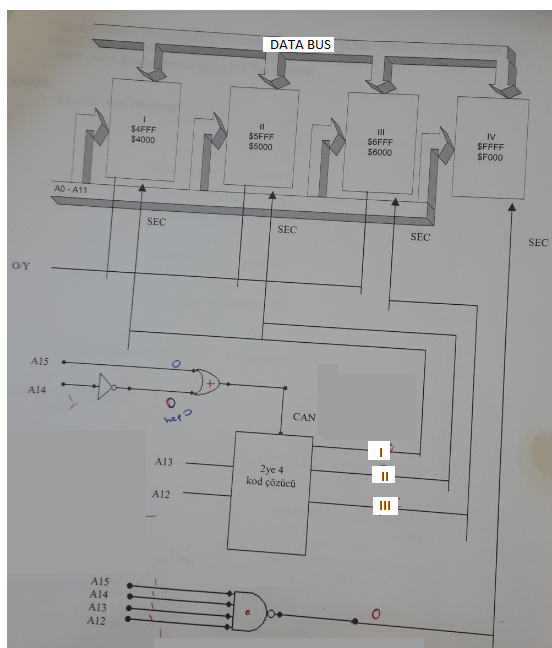 DATA BUS
I
$4FFF
$4000
II
$5FFF
$5000
III
$6FFF
$6000
IV
$FFFF
$F000
A0 - A11
SEC
SEC
SEC
SEC
O/Y
A15
0
A14
1
+
0
hep 0
CAN
A13
A12
2ye 4
kod çözücü
I
II
III
A15
A14
A13
A12
0